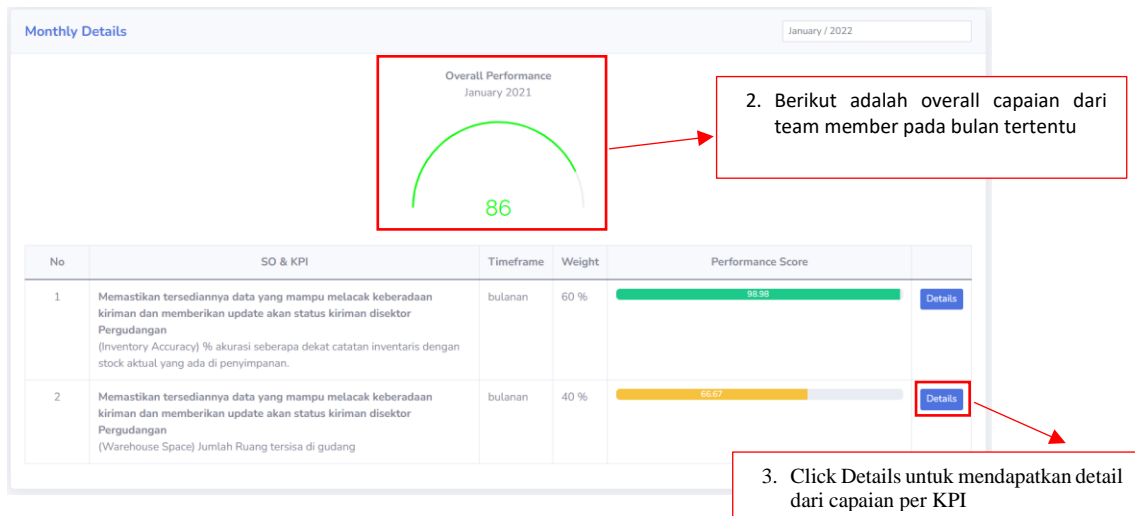 Monthly Details
January / 2022
Overall Performance
January 2021
86
2. Berikut adalah overall capaian dari
team member pada bulan tertentu
No SO & KPI Timeframe Weight Performance Score
1 Memastikan tersediannya data yang mampu melacak keberadaan bulanan 60 % 98.98 Details
kiriman dan memberikan update akan status kiriman disektor
Pergudangan
(Inventory Accuracy) % akurasi seberapa dekat catatan inventaris dengan
stock aktual yang ada di penyimpanan.
2 Memastikan tersediannya data yang mampu melacak keberadaan bulanan 40 % 66.67 Details
kiriman dan memberikan update akan status kiriman disektor
Pergudangan
(Warehouse Space) Jumlah Ruang tersisa di gudang
3. Click Details untuk mendapatkan detail
dari capaian per KPI